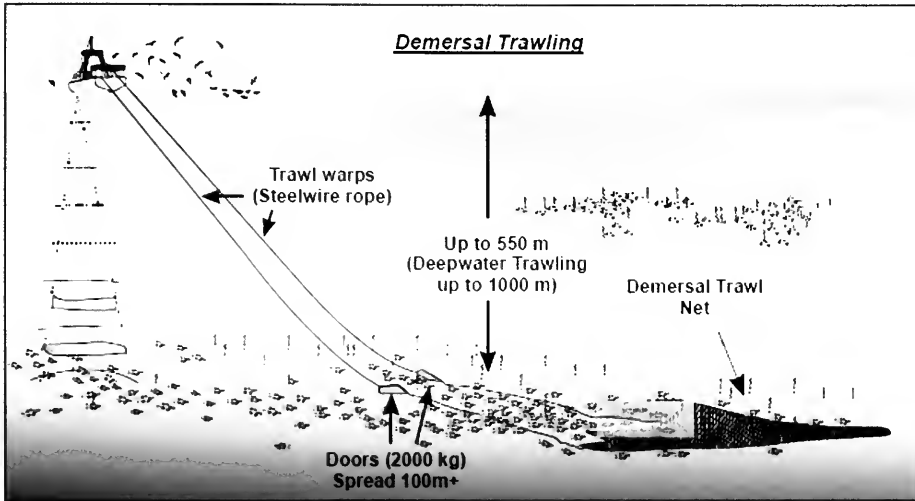 Demersal Trawling
Trawl warps
(Steelwire rope)
Up to 550 m
(Deepwater Trawling
up to 1000 m)
Demersal Trawl
Net
Doors (2000 kg)
Spread 100m+